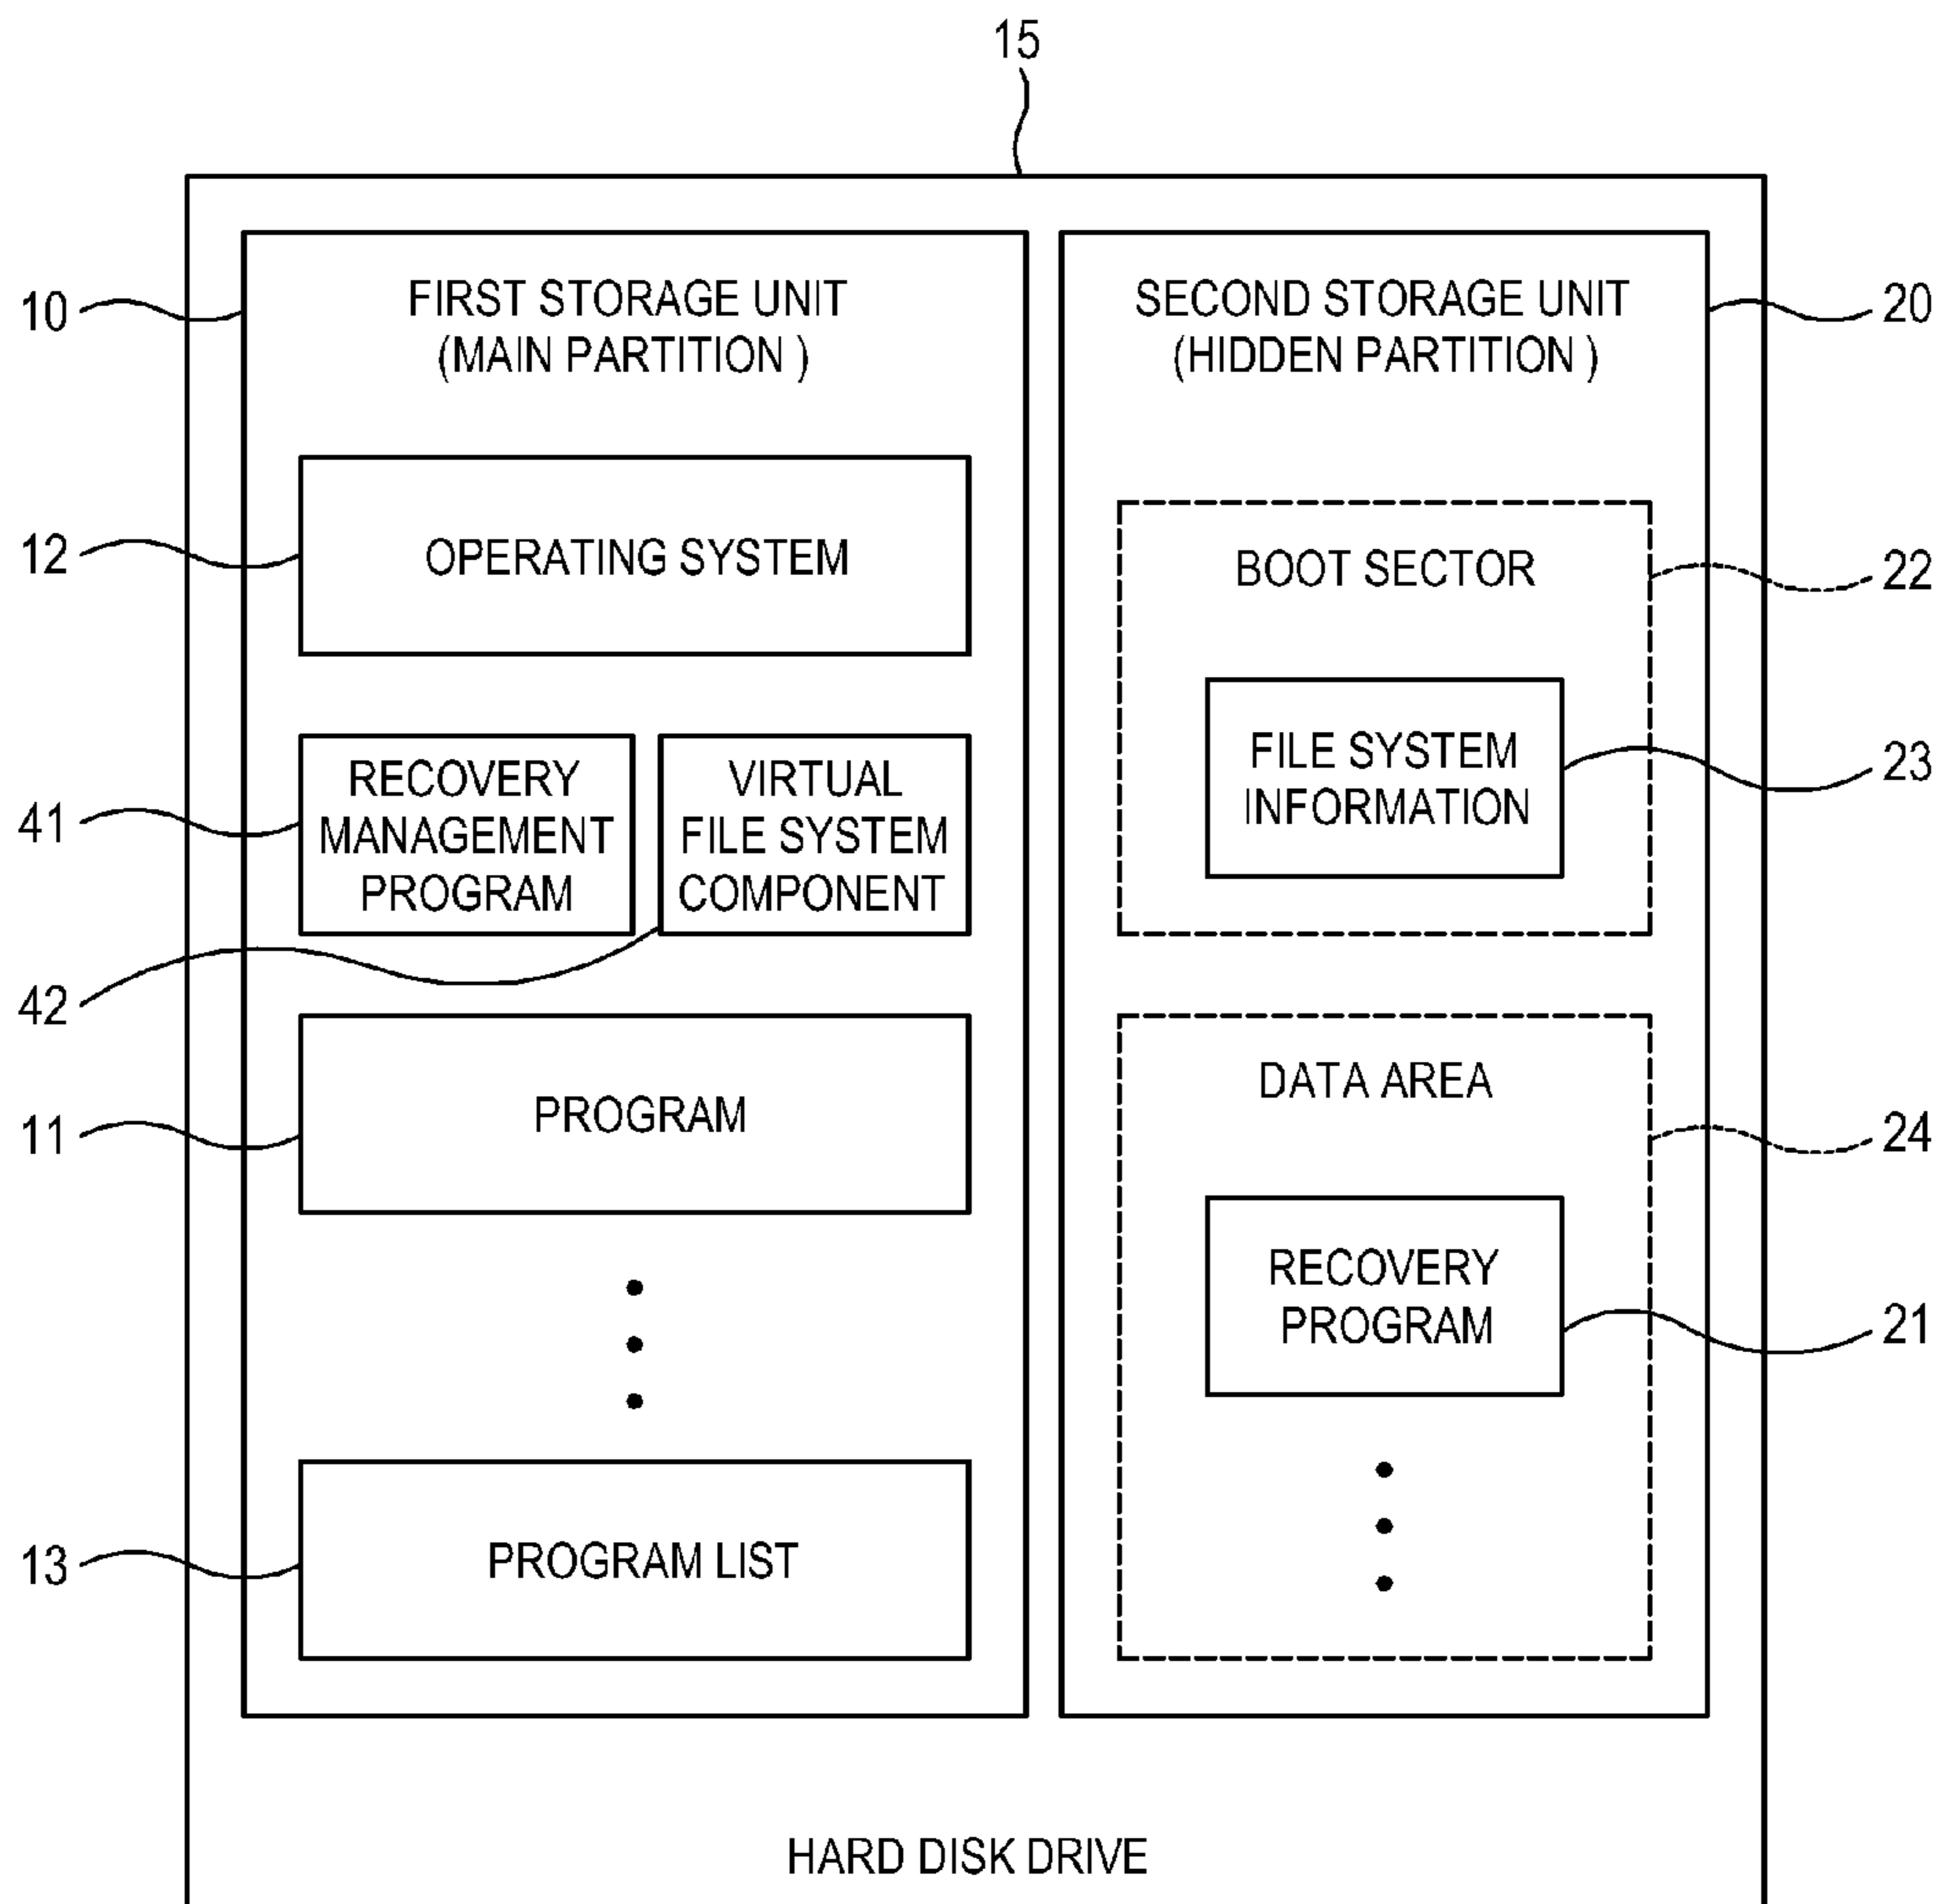 15
10
FIRST STORAGE UNIT
(MAIN PARTITION )
12
OPERATING SYSTEM
41
RECOVERY
MANAGEMENT
PROGRAM
VIRTUAL
FILE SYSTEM
COMPONENT
42
11
PROGRAM
13
PROGRAM LIST
SECOND STORAGE UNIT
(HIDDEN PARTITION )
20
BOOT SECTOR
22
FILE SYSTEM
INFORMATION
23
DATA AREA
24
RECOVERY
PROGRAM
21
HARD DISK DRIVE